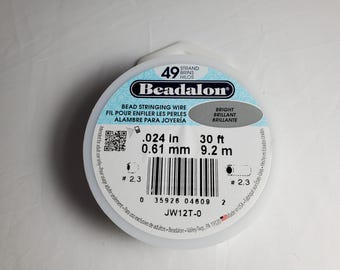 49 STRAND
BRINS
HILOS
Beadalon®
BEAD STRINGING WIRE
FIL POUR ENFILER LES PERLES
ALAMBRE PARA JOYERÍA
BRIGHT
BRILLANT
BRILLANTE
.024 in 30 ft
0.61 mm 9.2 m
# 2.3
# 2.3
0 35926 04609 2
JW12T-0